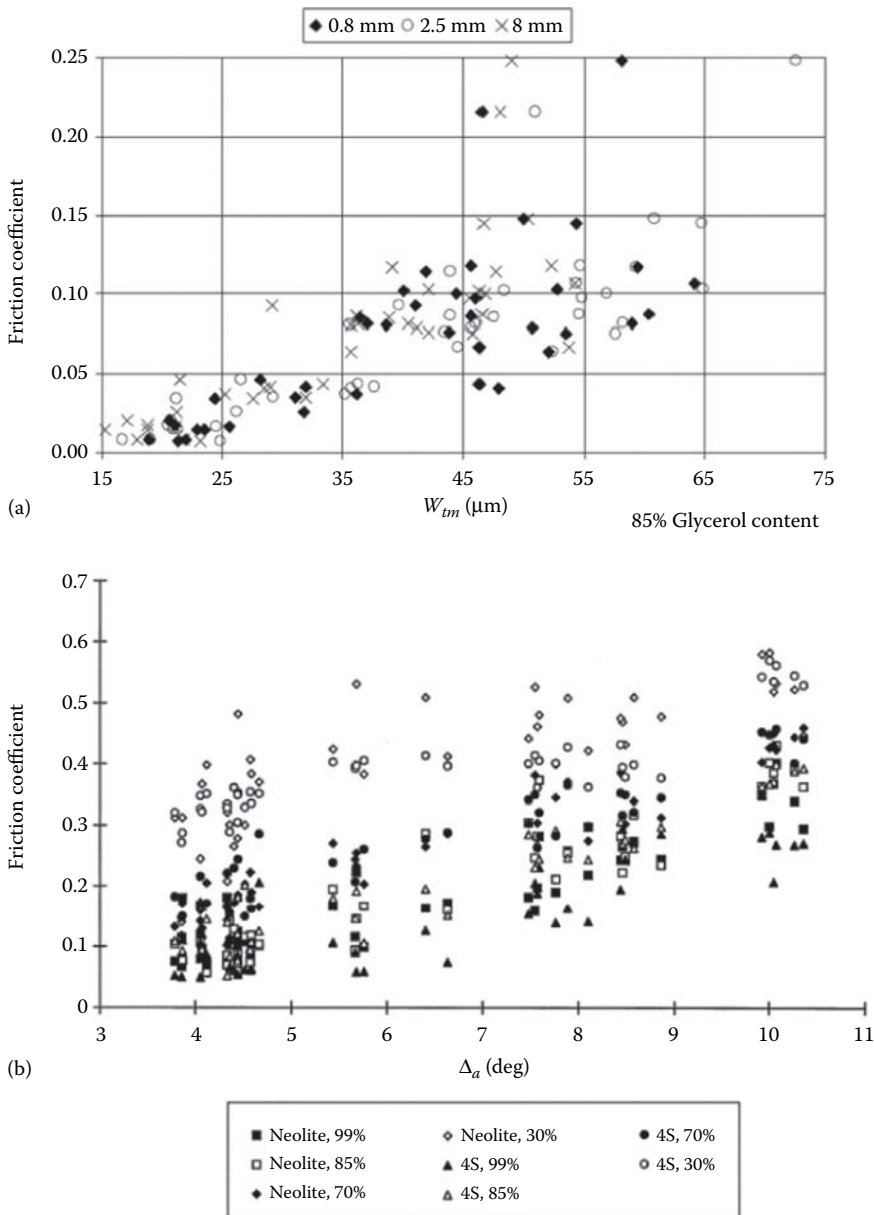 0.8 mm 2.5 mm 8 mm
0.25
0.20
0.15
0.10
0.05
0.00
Friction coefficient
15 25 35 45 55 65 75
(a)
W_tm (μm)
85% Glycerol content
0.7
0.6
0.5
0.4
0.3
0.2
0.1
0
Friction coefficient
3 4 5 6 7 8 9 10 11
(b)
Δ_a (deg)
Neolite, 99% Neolite, 30% 4S, 70%
Neolite, 85% 4S, 99% 4S, 30%
Neolite, 70% 4S, 85%